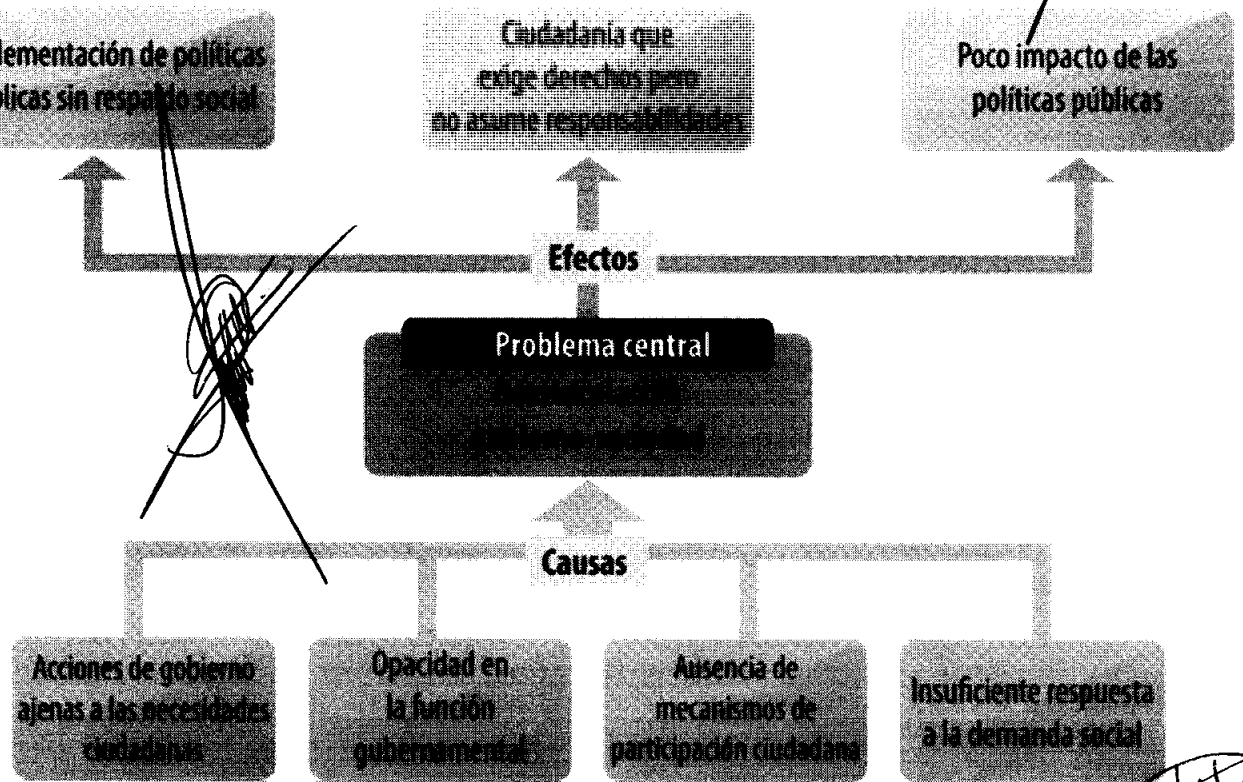 lementación de políticas
blicas sin respaldo social
Ciudadanía que
exige derechos pero
no asume responsabilidades
Poco impacto de las
políticas públicas
Efectos
Problema central
Causas
Acciones de gobierno
ajenas a las necesidades
ciudadanas
Opacidad en
la función
gubernamental
Ausencia de
mecanismos de
participación ciudadana
Insuficiente respuesta
a la demanda social